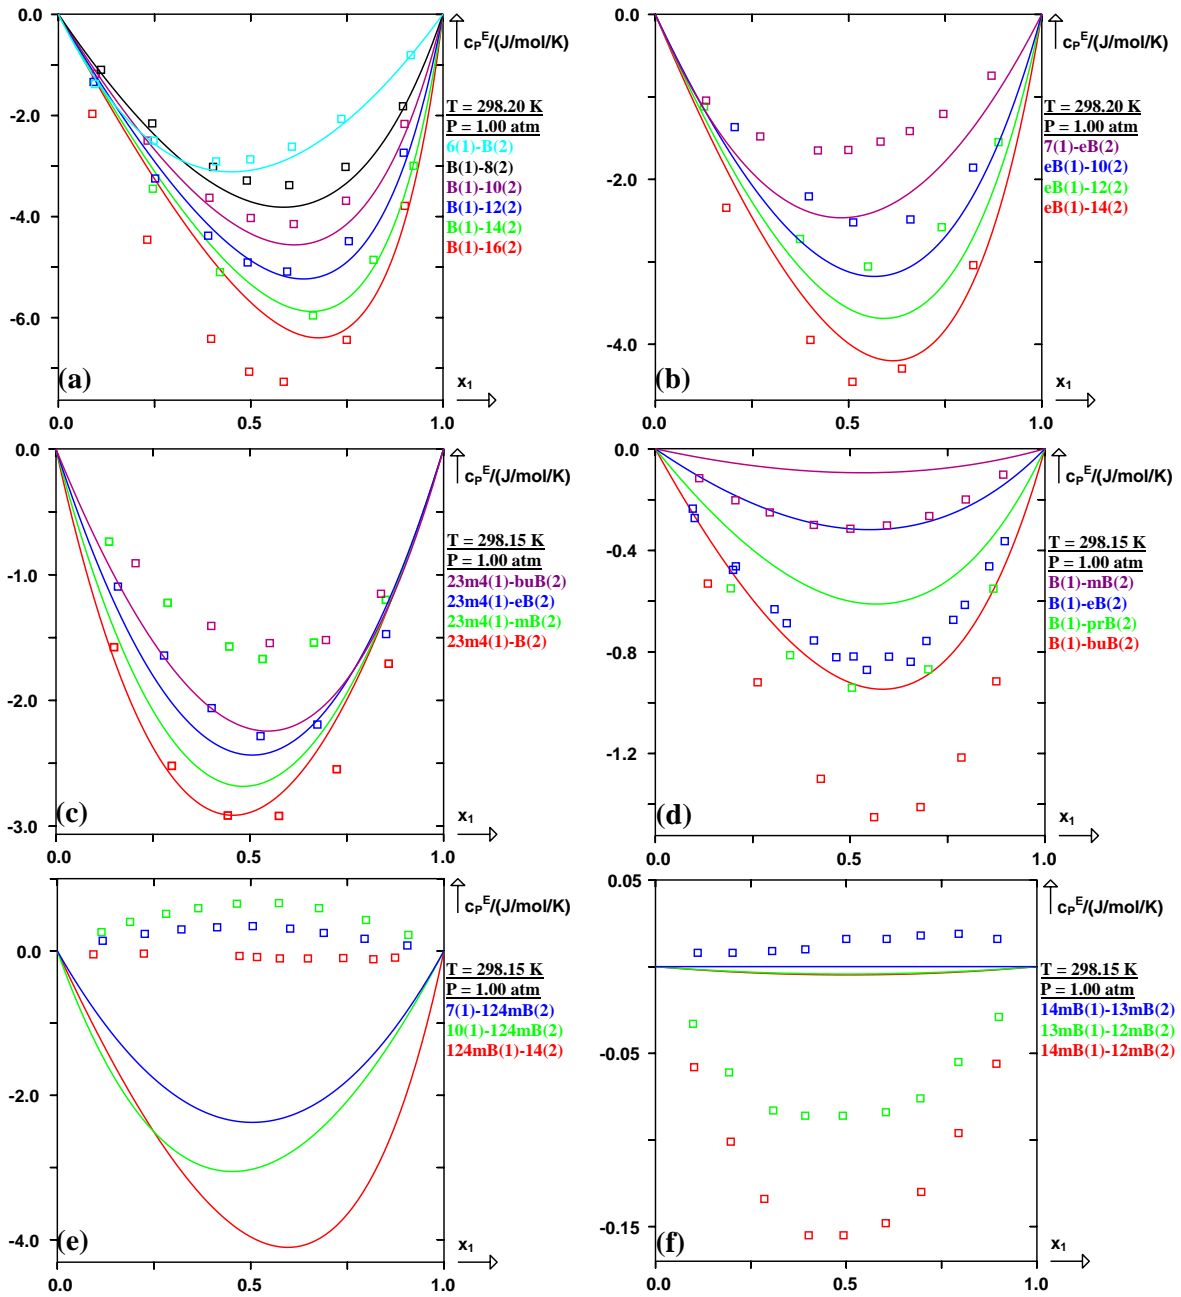 0.0
-2.0
-4.0
-6.0
cP^E/(J/mol/K)
T = 298.20 K
P = 1.00 atm
6(1)-B(2)
B(1)-8(2)
B(1)-10(2)
B(1)-12(2)
B(1)-14(2)
B(1)-16(2)
(a)
x1
0.0 0.5 1.0
0.0
-2.0
-4.0
cP^E/(J/mol/K)
T = 298.20 K
P = 1.00 atm
7(1)-eB(2)
eB(1)-10(2)
eB(1)-12(2)
eB(1)-14(2)
(b)
x1
0.0 0.5 1.0
0.0
-1.0
-2.0
-3.0
cP^E/(J/mol/K)
T = 298.15 K
P = 1.00 atm
23m4(1)-buB(2)
23m4(1)-eB(2)
23m4(1)-mB(2)
23m4(1)-B(2)
(c)
x1
0.0 0.5 1.0
0.0
-0.4
-0.8
-1.2
cP^E/(J/mol/K)
T = 298.15 K
P = 1.00 atm
B(1)-mB(2)
B(1)-eB(2)
B(1)-prB(2)
B(1)-buB(2)
(d)
x1
0.0 0.5 1.0
0.0
-2.0
-4.0
cP^E/(J/mol/K)
T = 298.15 K
P = 1.00 atm
7(1)-124mB(2)
10(1)-124mB(2)
124mB(1)-14(2)
(e)
x1
0.0 0.5 1.0
0.05
0.0
-0.05
-0.15
cP^E/(J/mol/K)
T = 298.15 K
P = 1.00 atm
14mB(1)-13mB(2)
13mB(1)-12mB(2)
14mB(1)-12mB(2)
(f)
x1
0.0 0.5 1.0